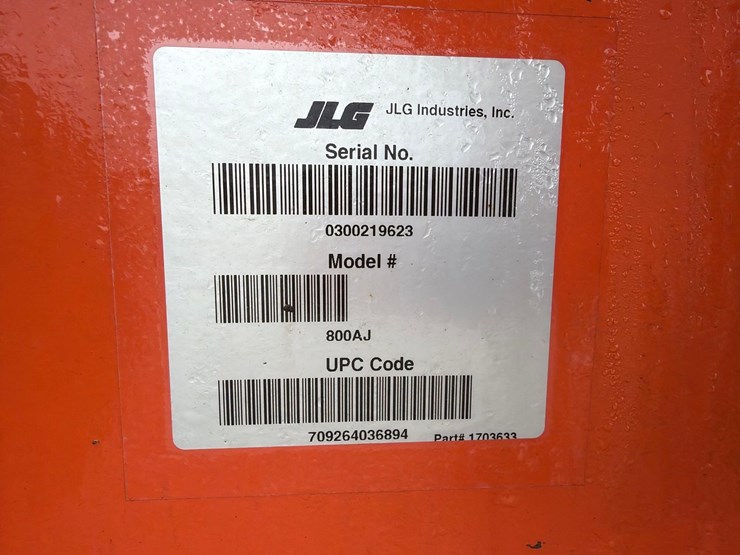 JLG JLG Industries, Inc.
Serial No.
0300219623
Model #
800AJ
UPC Code
709264036894 Part# 1703633